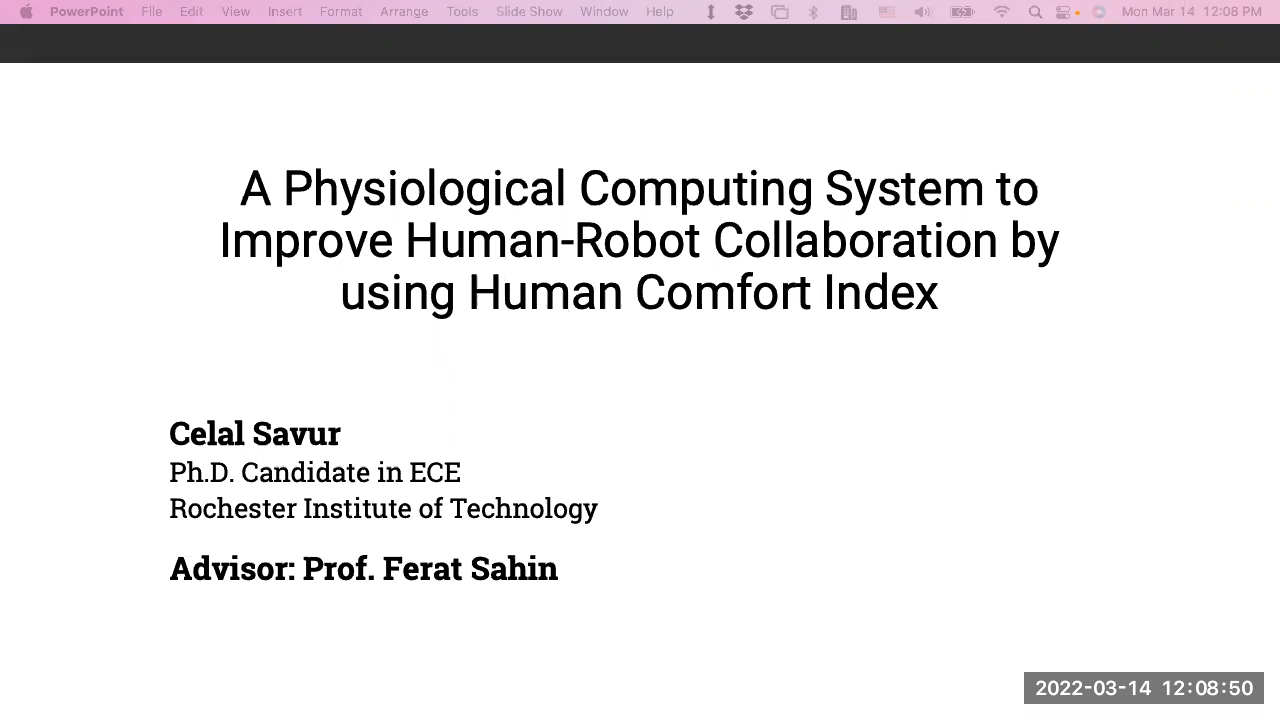 PowerPoint File Edit View Insert Format Arrange Tools Slide Show Window Help Mon Mar 14 12:08 PM
A Physiological Computing System to
Improve Human-Robot Collaboration by
using Human Comfort Index
Celal Savur
Ph.D. Candidate in ECE
Rochester Institute of Technology
Advisor: Prof. Ferat Sahin
2022-03-14 12:08:50